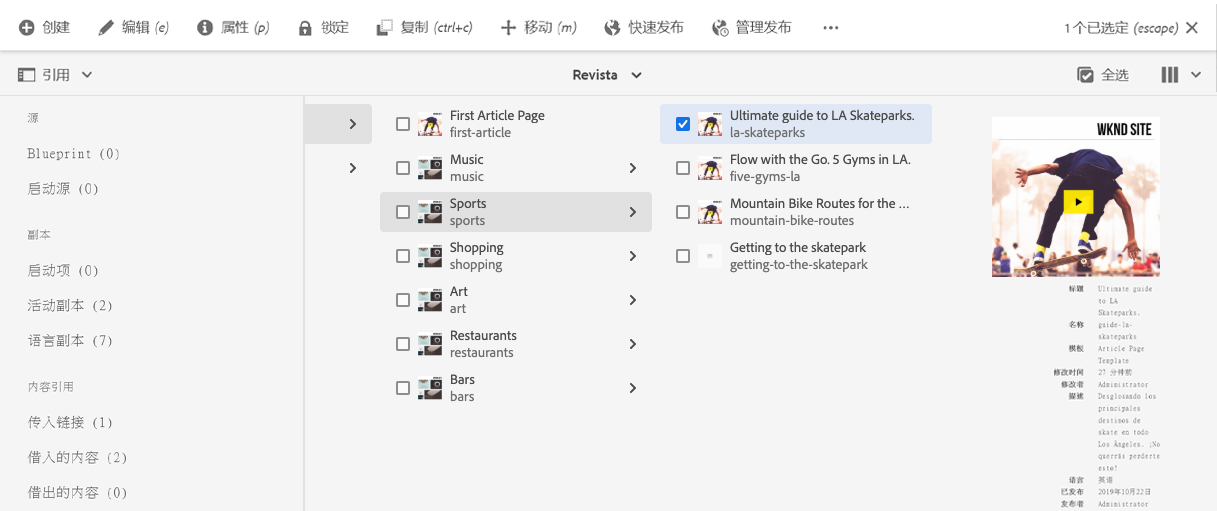 创建 编辑 (e) 属性 (p) 锁定 复制 (ctrl+c) 移动 (m) 快速发布 管理发布 1 个已选定 (escape)
引用 Revista 全选
源
Blueprint (0)
启动源 (0)
副本
启动项 (0)
活动副本 (2)
语言副本 (7)
内容引用
传入链接 (1)
借入的内容 (2)
借出的内容 (0)
First Article Page
first-article
Music
music
Sports
sports
Shopping
shopping
Art
art
Restaurants
restaurants
Bars
bars
Ultimate guide to LA Skateparks.
la-skateparks
Flow with the Go. 5 Gyms in LA.
five-gyms-la
Mountain Bike Routes for the ...
mountain-bike-routes
Getting to the skatepark
getting-to-the-skatepark
WKND SITE
标题 Ultimate guide
to LA
Skateparks.
名称 guide-la-
skateparks
模板 Article Page
Template
修改时间 27 分钟前
修改者 Administrator
描述 Desglosando los
principales
destinos de
skate en todo
Los Ángeles. ¡No
querrás perderte
esto!
语言 英语
已发布 2019年10月22日
发布者 Administrator